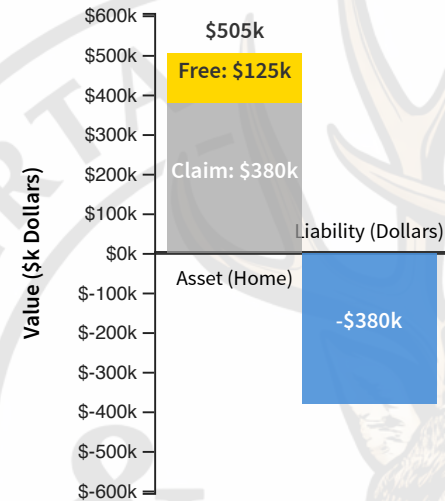 $600k
$505k
$500k
Free: $125k
$400k
$300k
$200k
Claim: $380k
$100k
Liability (Dollars)
$0k
Asset (Home)
$-100k
-$380k
$-200k
$-300k
$-400k
$-500k
$-600k
Value ($k Dollars)